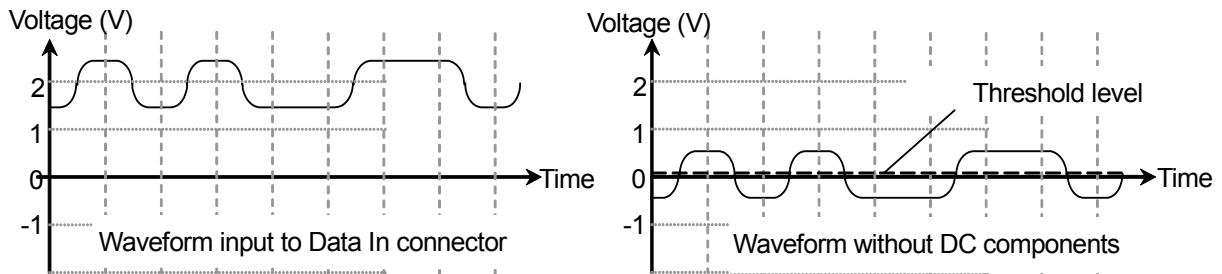 Voltage (V)
2
1
0
-1
Time
Waveform input to Data In connector
Voltage (V)
2
1
0
-1
Threshold level
Time
Waveform without DC components